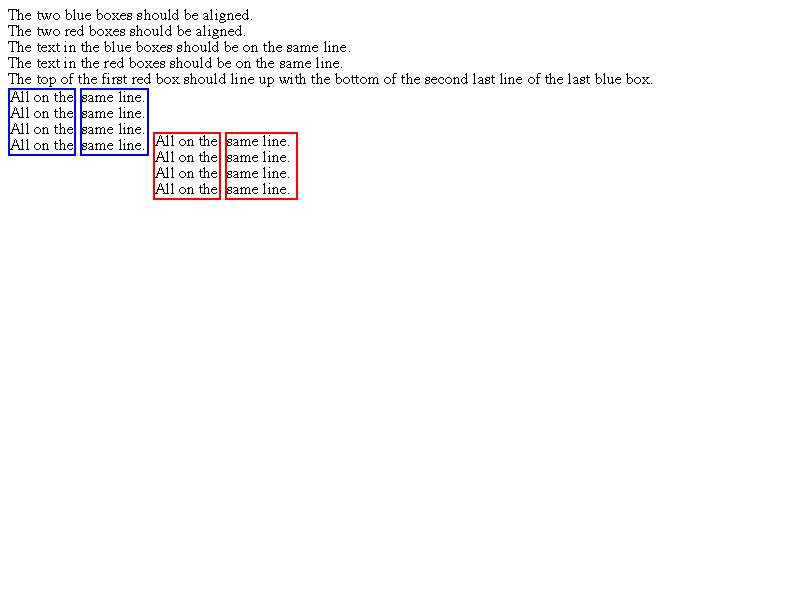 The two blue boxes should be aligned.
The two red boxes should be aligned.
The text in the blue boxes should be on the same line.
The text in the red boxes should be on the same line.
The top of the first red box should line up with the bottom of the second last line of the last blue box.
All on the same line.
All on the same line.
All on the same line.
All on the same line.
All on the same line.
All on the same line.
All on the same line.
All on the same line.